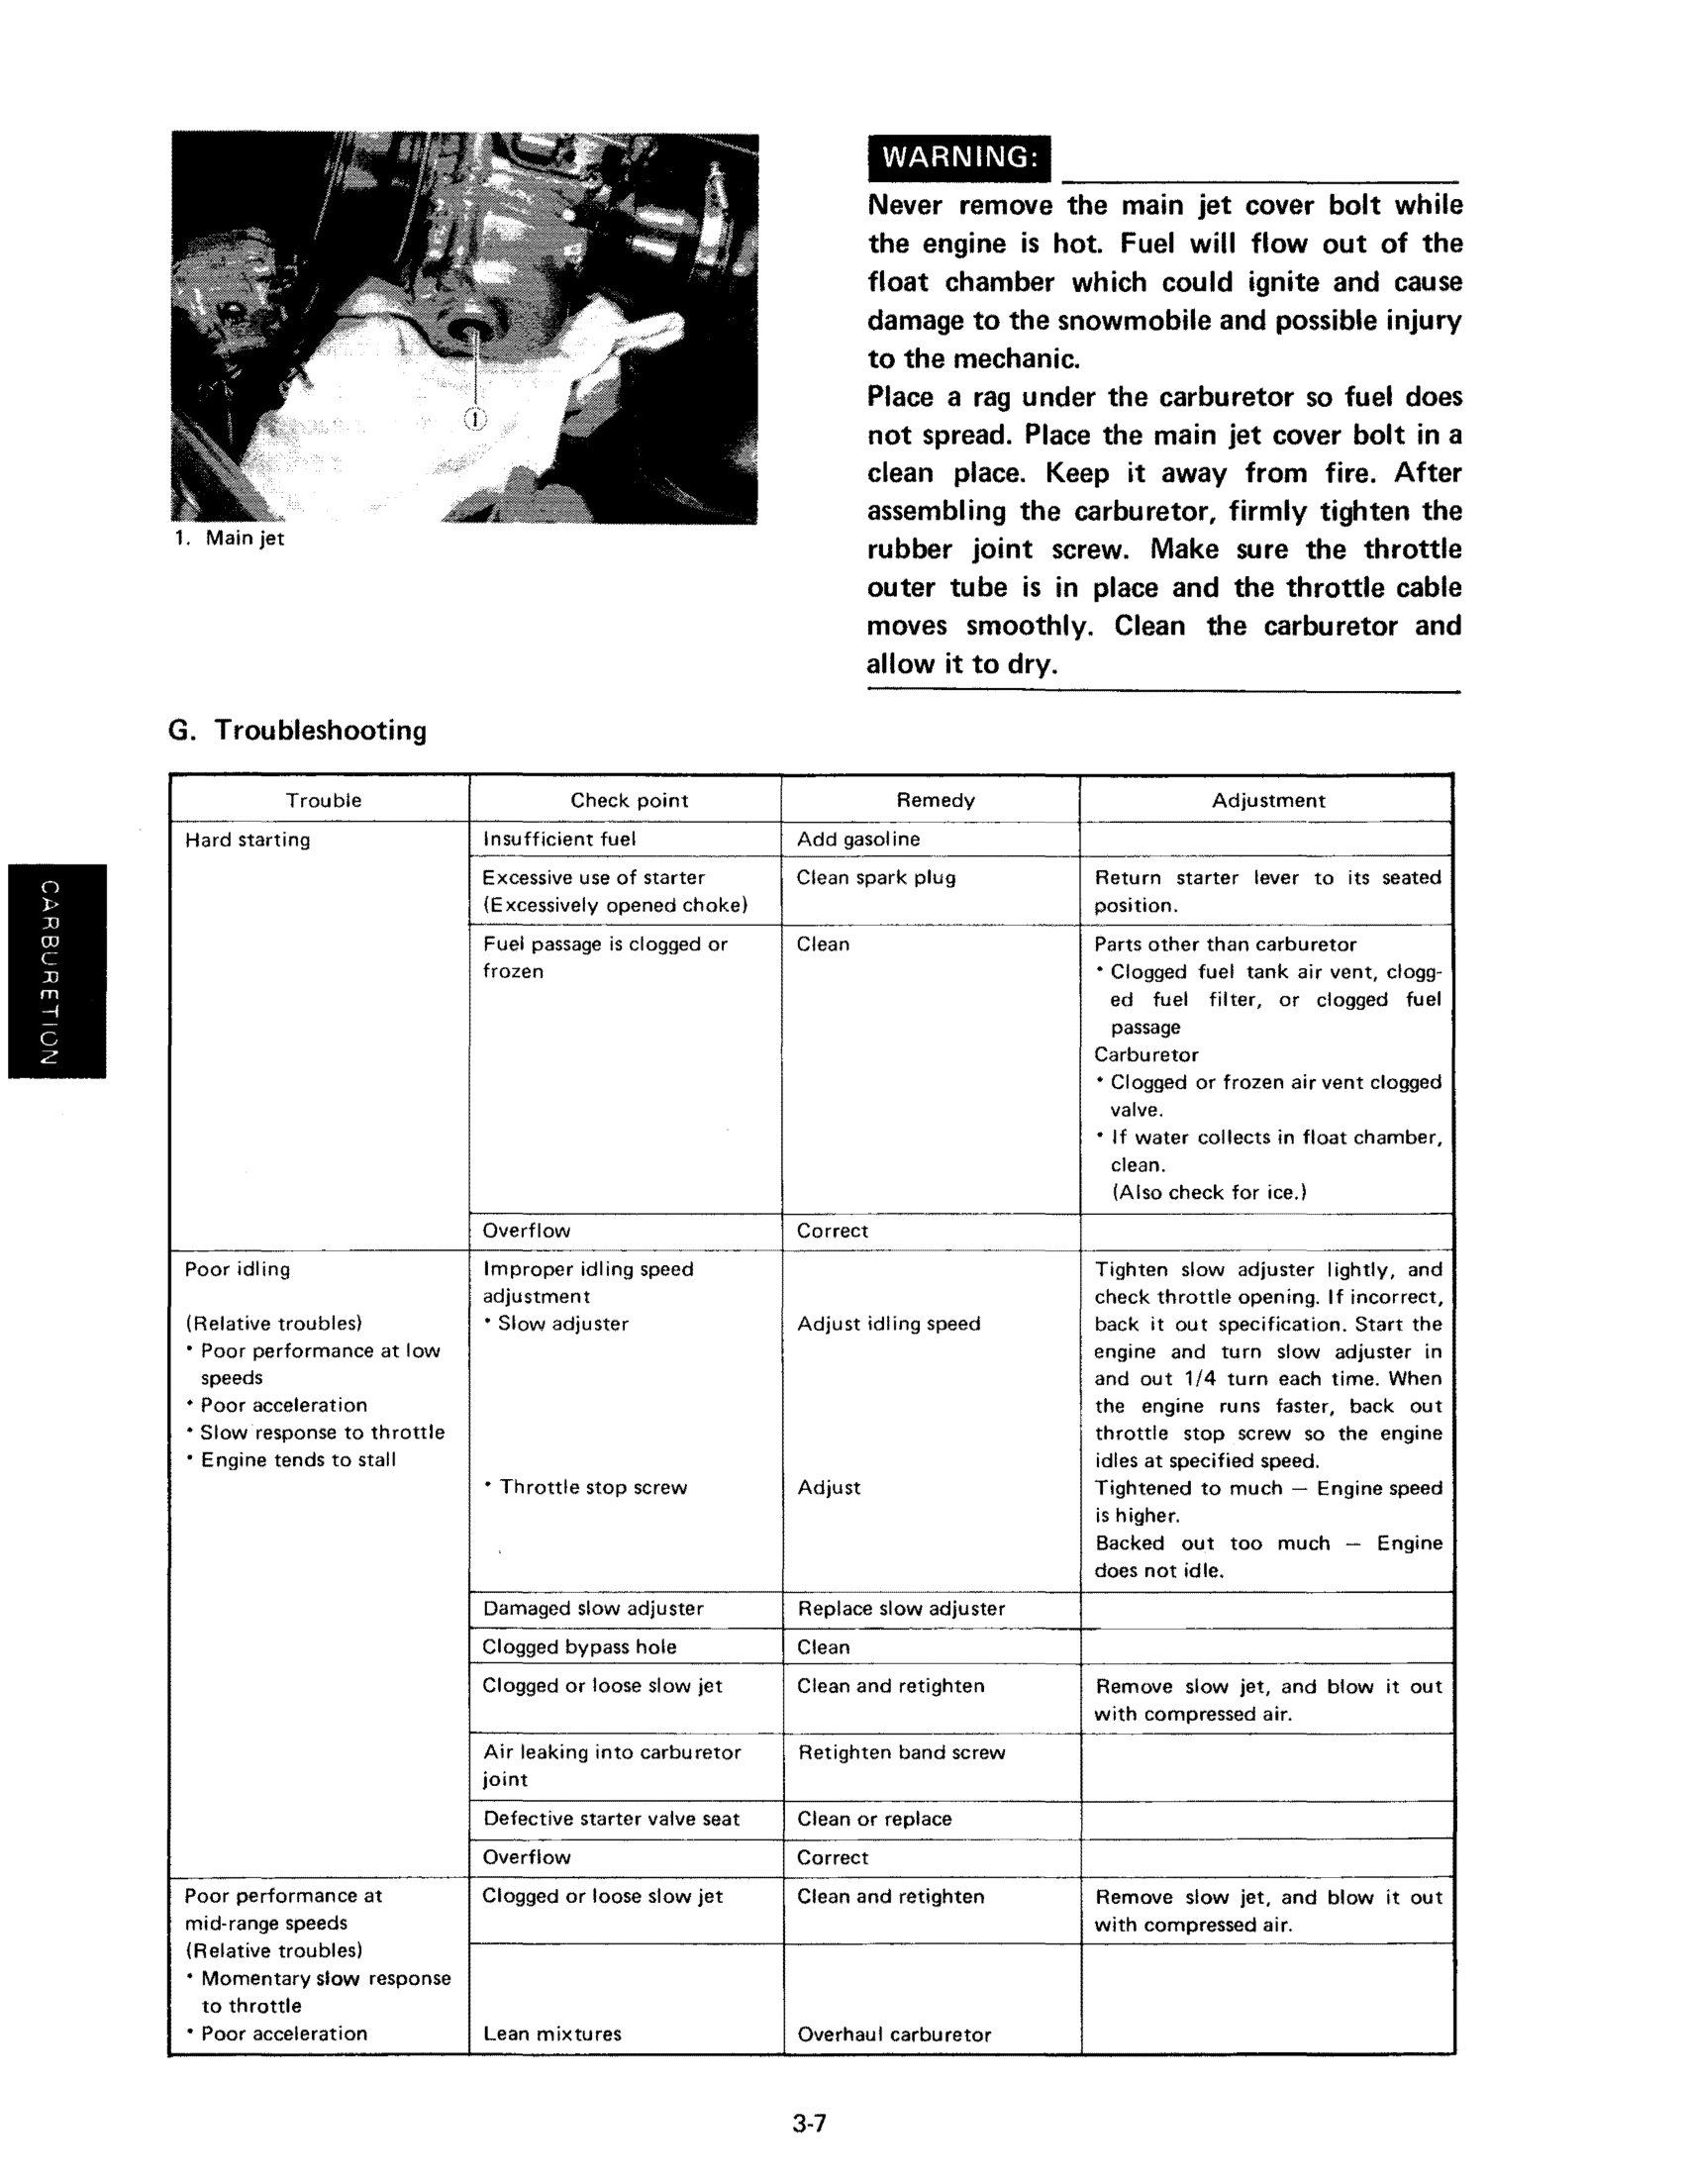 ①
1. Main jet
WARNING:
Never remove the main jet cover bolt while
the engine is hot. Fuel will flow out of the
float chamber which could ignite and cause
damage to the snowmobile and possible injury
to the mechanic.
Place a rag under the carburetor so fuel does
not spread. Place the main jet cover bolt in a
clean place. Keep it away from fire. After
assembling the carburetor, firmly tighten the
rubber joint screw. Make sure the throttle
outer tube is in place and the throttle cable
moves smoothly. Clean the carburetor and
allow it to dry.
G. Troubleshooting
CARBURETION
Trouble
Check point
Remedy
Adjustment
Hard starting
Insufficient fuel
Add gasoline
Excessive use of starter
(Excessively opened choke)
Clean spark plug
Return starter lever to its seated
position.
Fuel passage is clogged or
frozen
Clean
Parts other than carburetor
• Clogged fuel tank air vent, clogg-
ed fuel filter, or clogged fuel
passage
Carburetor
• Clogged or frozen air vent clogged
valve.
• If water collects in float chamber,
clean.
(Also check for ice.)
Overflow
Correct
Poor idling
(Relative troubles)
• Poor performance at low
speeds
• Poor acceleration
• Slow response to throttle
• Engine tends to stall
Improper idling speed
adjustment
• Slow adjuster
Adjust idling speed
Tighten slow adjuster lightly, and
check throttle opening. If incorrect,
back it out specification. Start the
engine and turn slow adjuster in
and out 1/4 turn each time. When
the engine runs faster, back out
throttle stop screw so the engine
idles at specified speed.
• Throttle stop screw
Adjust
Tightened to much — Engine speed
is higher.
Backed out too much — Engine
does not idle.
Damaged slow adjuster
Replace slow adjuster
Clogged bypass hole
Clean
Clogged or loose slow jet
Clean and retighten
Remove slow jet, and blow it out
with compressed air.
Air leaking into carburetor
joint
Retighten band screw
Defective starter valve seat
Clean or replace
Overflow
Correct
Poor performance at
mid-range speeds
(Relative troubles)
• Momentary slow response
to throttle
• Poor acceleration
Clogged or loose slow jet
Clean and retighten
Remove slow jet, and blow it out
with compressed air.
Lean mixtures
Overhaul carburetor
3-7